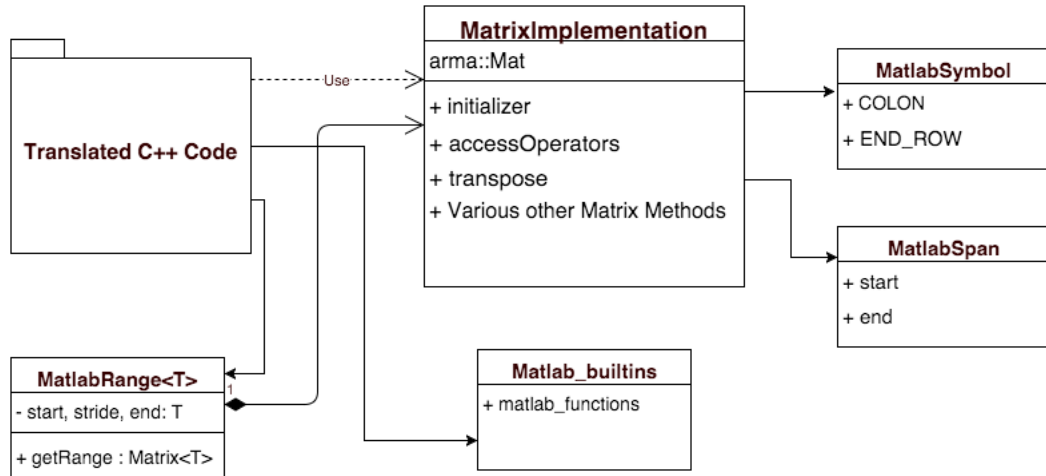 MatrixImplementation
arma::Mat
+ initializer
+ accessOperators
+ transpose
+ Various other Matrix Methods
Translated C++ Code
Use
MatlabSymbol
+ COLON
+ END_ROW
MatlabSpan
+ start
+ end
MatlabRange<T>
1
- start, stride, end: T
+ getRange : Matrix<T>
Matlab_builtins
+ matlab_functions